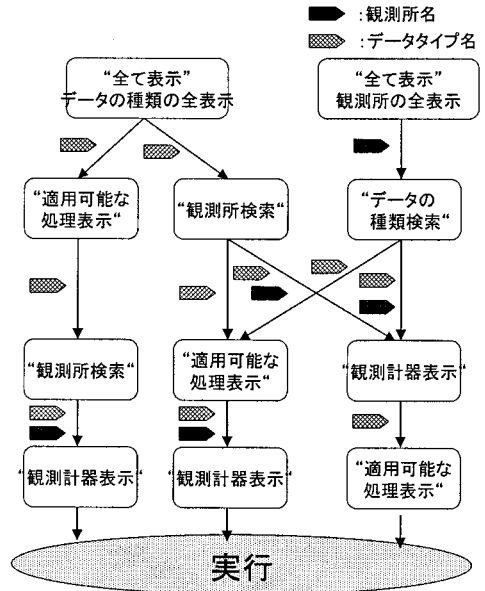 :観測所名
:データタイプ名
“全て表示”
データの種類の全表示
“全て表示”
観測所の全表示
“適用可能な
処理表示“
“観測所検索“
“データの
種類検索“
“観測所検索“
“適用可能な
処理表示“
“観測計器表示“
“観測計器表示“
“観測計器表示“
“適用可能な
処理表示“
実行